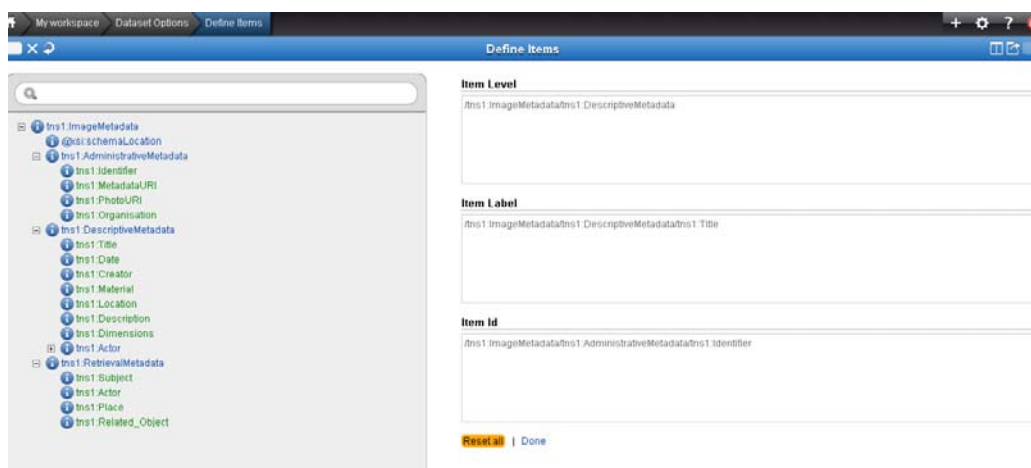 My workspace Dataset Options Define Items
Define Items
tns1:ImageMetadata
@xsi:schemaLocation
tns1:AdministrativeMetadata
tns1:Identifier
tns1:MetadataURI
tns1:PhotoURI
tns1:Organisation
tns1:DescriptiveMetadata
tns1:Title
tns1:Date
tns1:Creator
tns1:Material
tns1:Location
tns1:Description
tns1:Dimensions
tns1:Actor
tns1:RetrievalMetadata
tns1:Subject
tns1:Actor
tns1:Place
tns1:Related_Object
Item Level
/tns1:ImageMetadata/tns1:DescriptiveMetadata
Item Label
/tns1:ImageMetadata/tns1:DescriptiveMetadata/tns1:Title
Item Id
/tns1:ImageMetadata/tns1:AdministrativeMetadata/tns1:Identifier
Reset all | Done